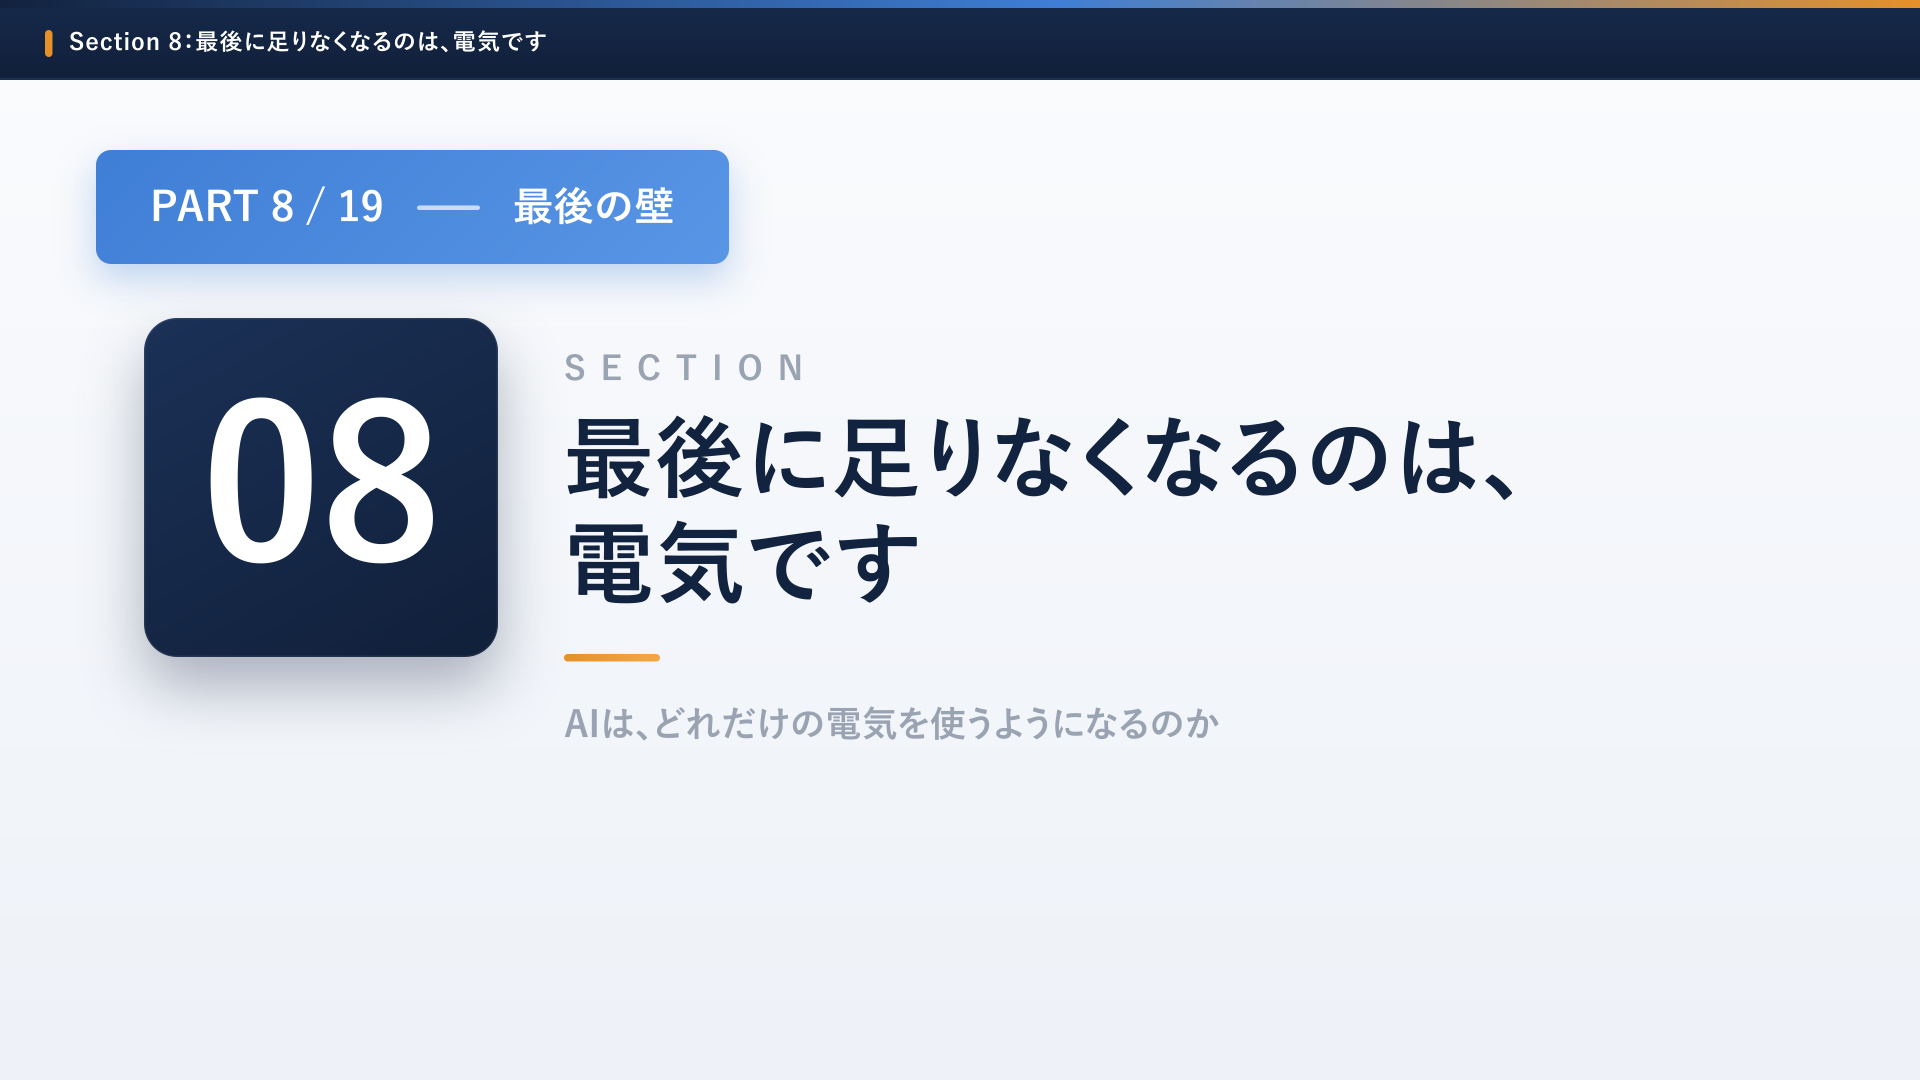 Section 8：最後に足りなくなるのは、電気です
PART 8 / 19 — 最後の壁
08
SECTION
最後に足りなくなるのは、
電気です
AIは、どれだけの電気を使うようになるのか